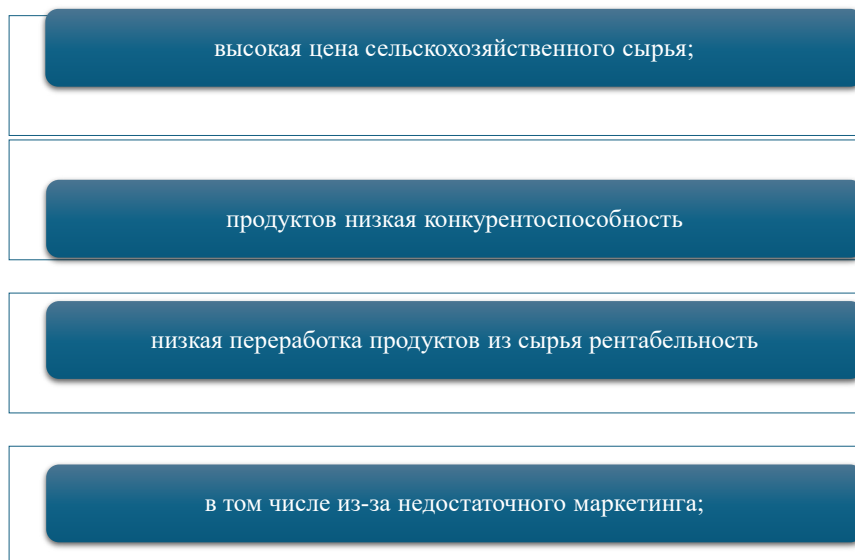 высокая цена сельскохозяйственного сырья;
продуктов низкая конкурентоспособность
низкая переработка продуктов из сырья рентабельность
в том числе из-за недостаточного маркетинга;